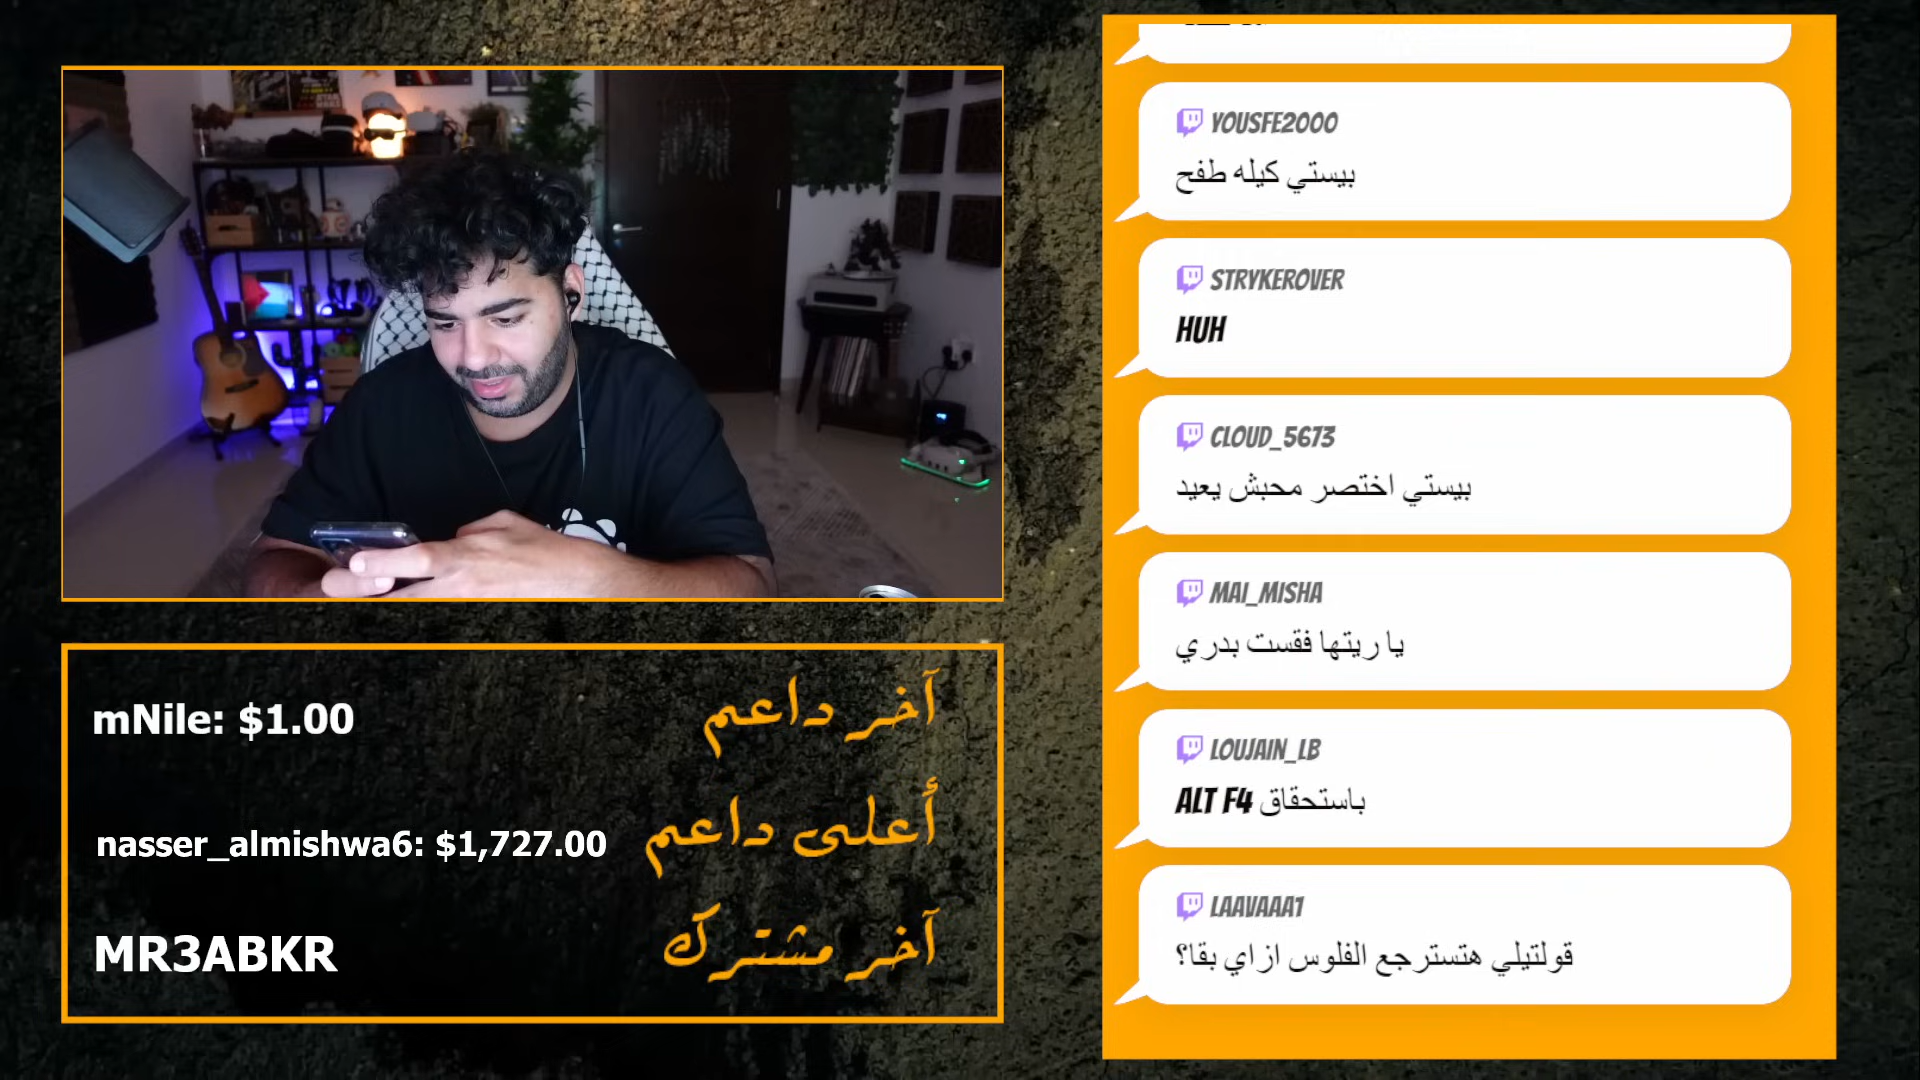 mNile: $1.00
آخر داعم
nasser_almishwa6: $1,727.00
أعلى داعم
MR3ABKR
آخر مشترك
YOUSFE2000
بيستي كيله طفح
STRYKEROVER
HUH
CLOUD_5673
بيستي اختصر محبش يعيد
MAI_MISHA
يا ريتها فقست بدري
LOUJAIN_LB
ALT F4 باستحقاق
LAAVAAA1
قولتيلي هتسترجع الفلوس ازاي بقا؟